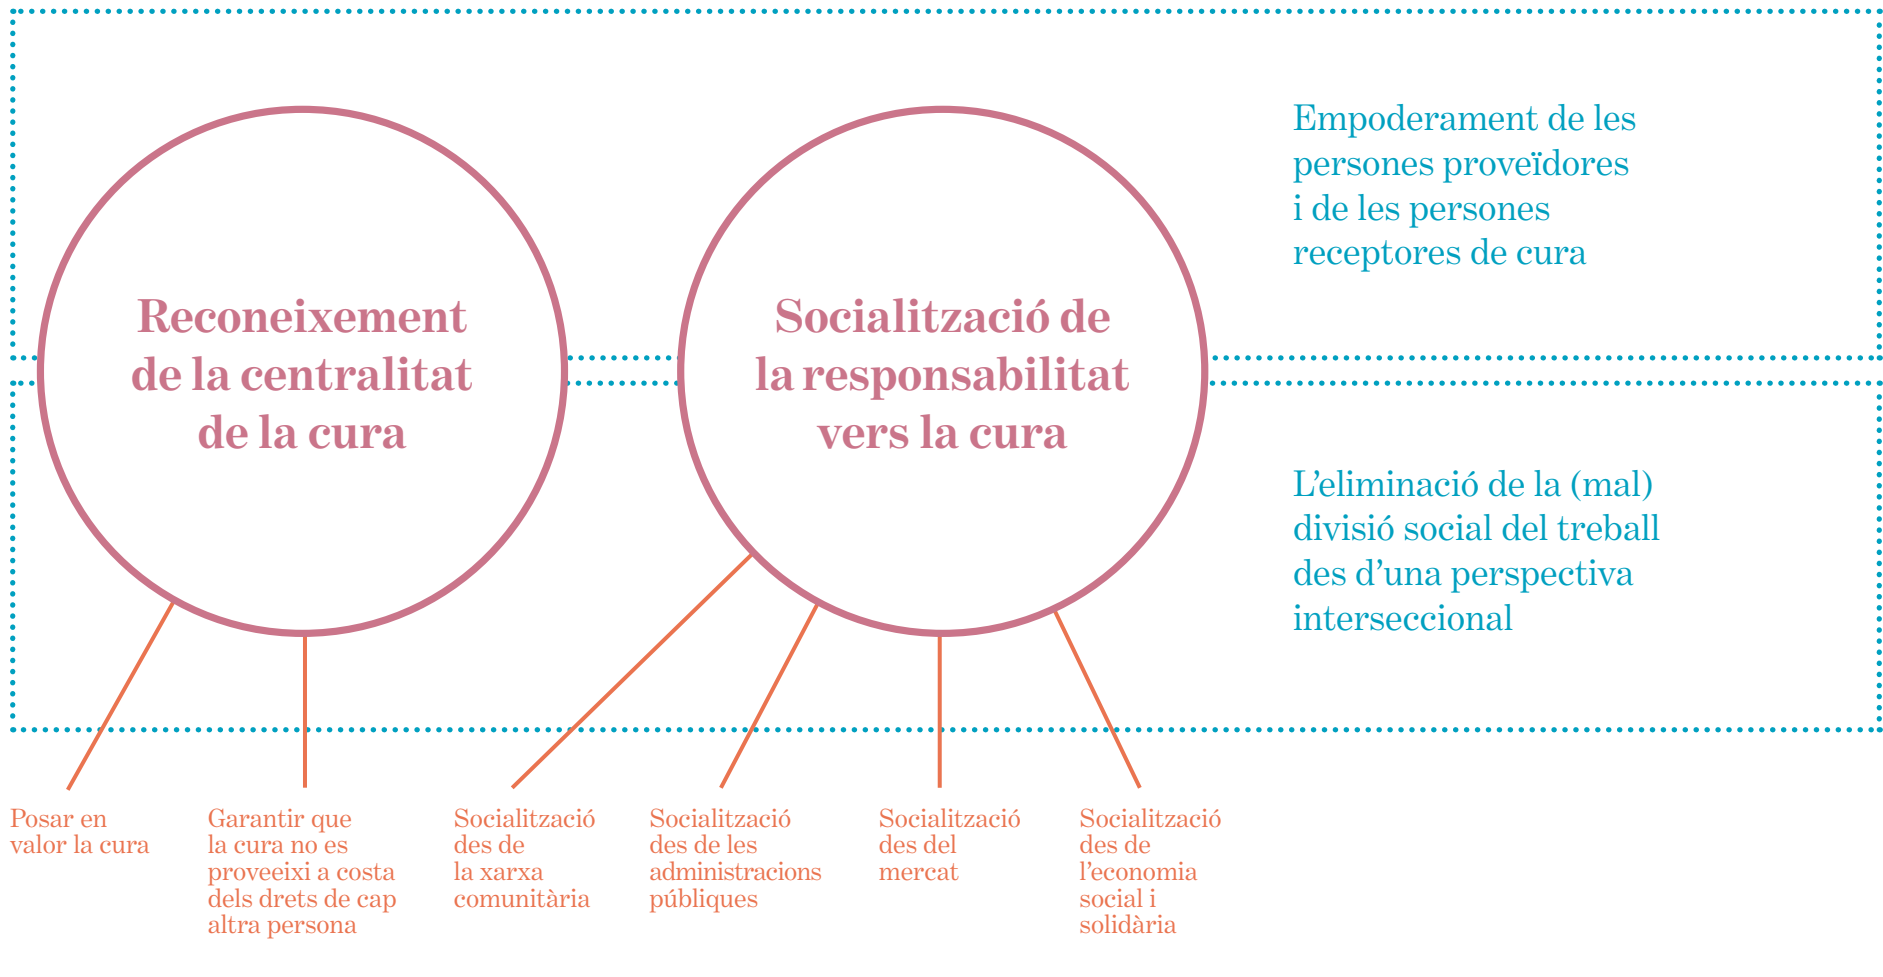 Reconeixement
de la centralitat
de la cura
Socialització de
la responsabilitat
vers la cura
Empoderament de les
persones proveïdores
i de les persones
receptores de cura
L’eliminació de la (mal)
divisió social del treball
des d’una perspectiva
interseccional
Posar en
valor la cura
Garantir que
la cura no es
proveeixi a costa
dels drets de cap
altra persona
Socialització
des de
la xarxa
comunitària
Socialització
des de les
administracions
públiques
Socialització
des del
mercat
Socialització
des de
l’economia
social i
solidària